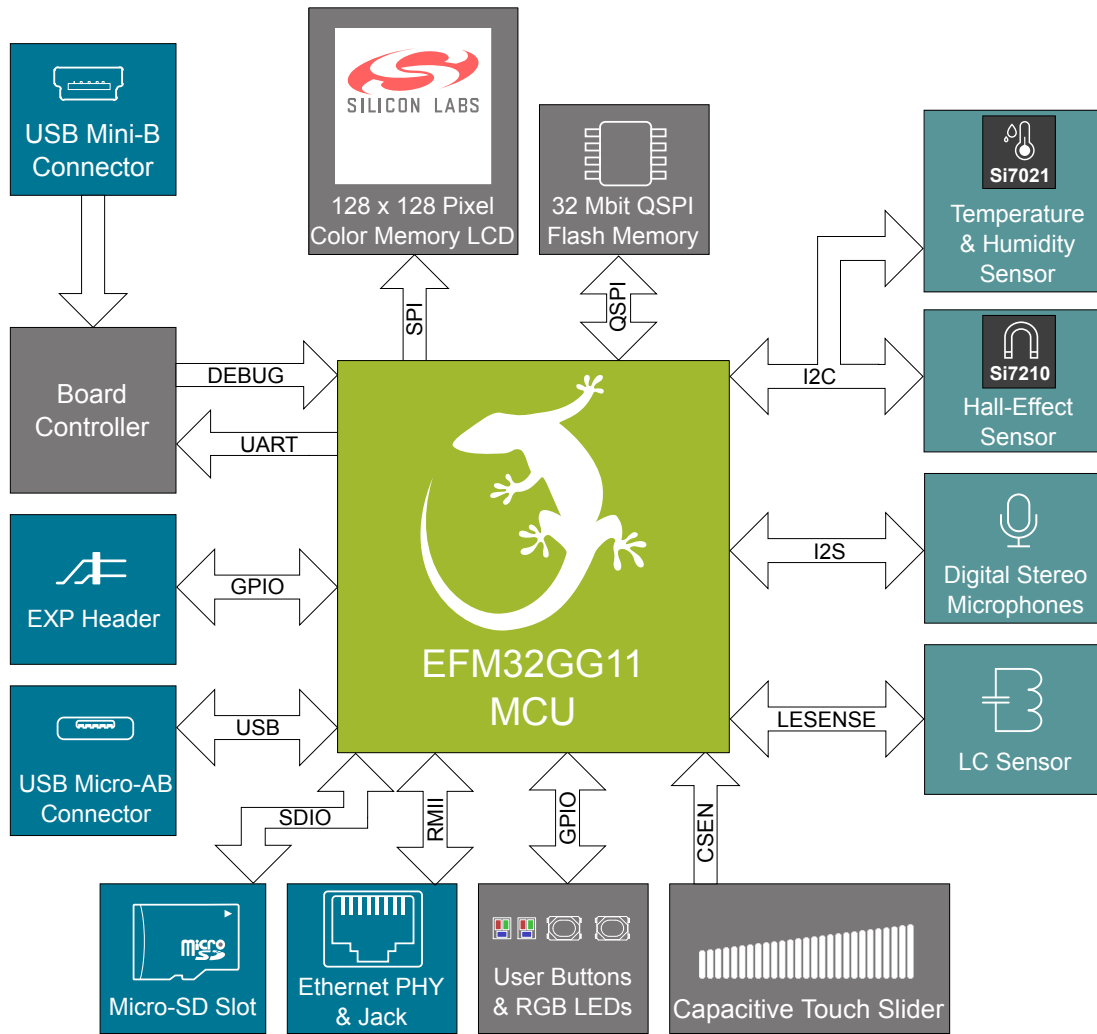 USB Mini-B
Connector
SILICON LABS
128 x 128 Pixel
Color Memory LCD
32 Mbit QSPI
Flash Memory
Si7021
Temperature
& Humidity
Sensor
SPI
QSPI
Board
Controller
DEBUG
UART
I2C
Si7210
Hall-Effect
Sensor
EXP Header
GPIO
EFM32GG11
MCU
I2S
Digital Stereo
Microphones
USB Micro-AB
Connector
USB
LESENSE
LC Sensor
SDIO
RMII
GPIO
CSEN
Micro SD
Micro-SD Slot
Ethernet PHY
& Jack
User Buttons
& RGB LEDs
Capacitive Touch Slider